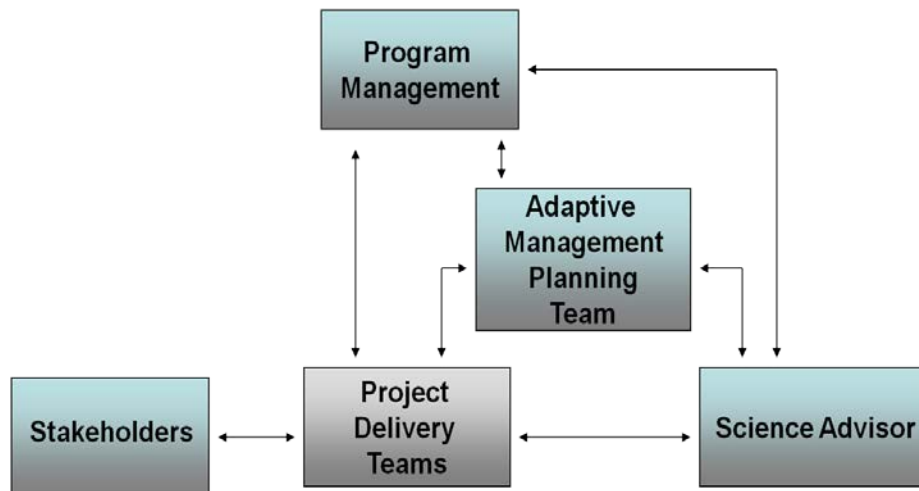 Program
Management
Adaptive
Management
Planning
Team
Stakeholders
Project
Delivery
Teams
Science Advisor